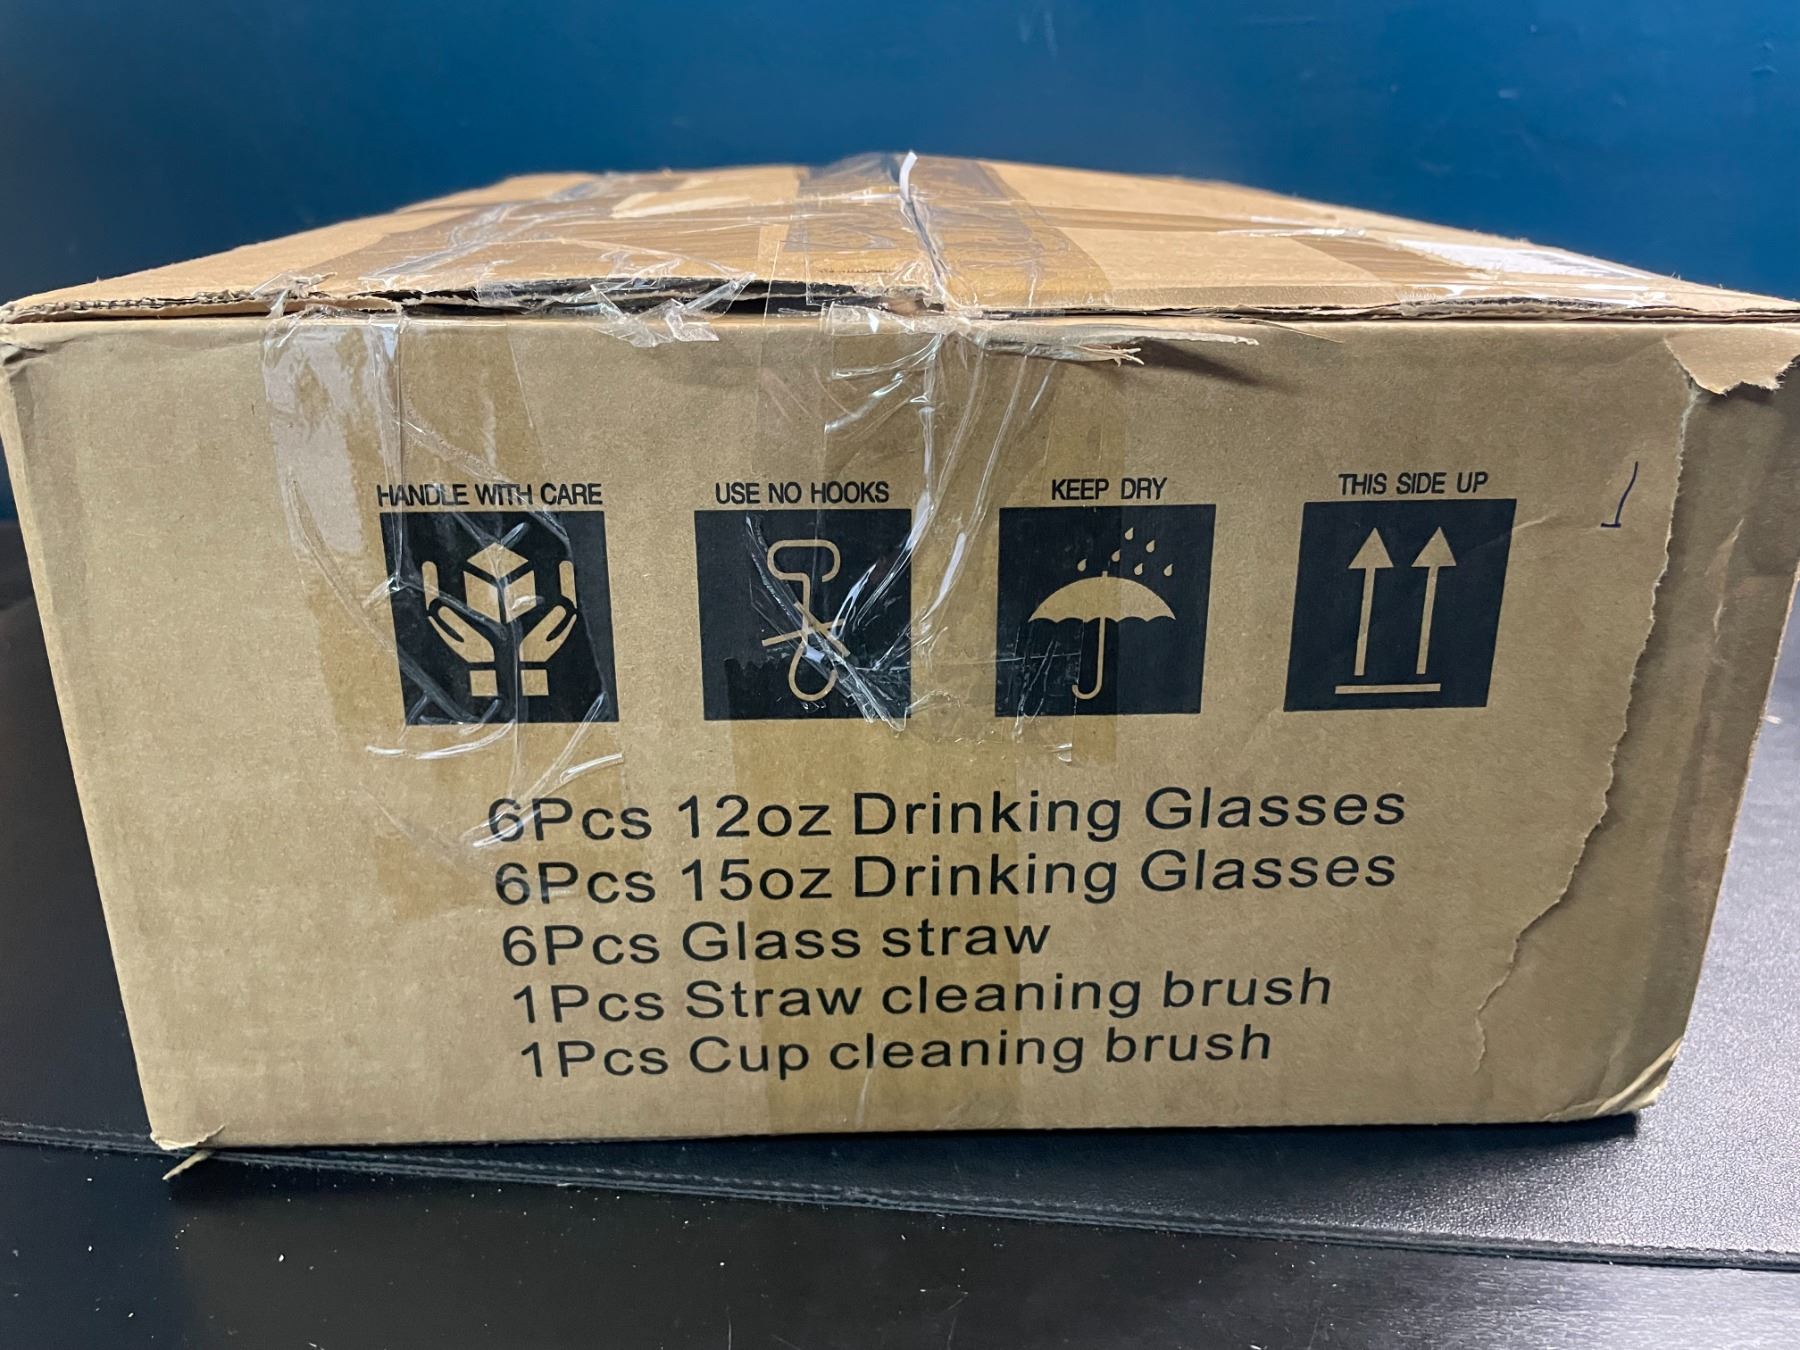 HANDLE WITH CARE USE NO HOOKS KEEP DRY THIS SIDE UP
1
6Pcs 12oz Drinking Glasses
6Pcs 15oz Drinking Glasses
6Pcs Glass straw
1Pcs Straw cleaning brush
1Pcs Cup cleaning brush